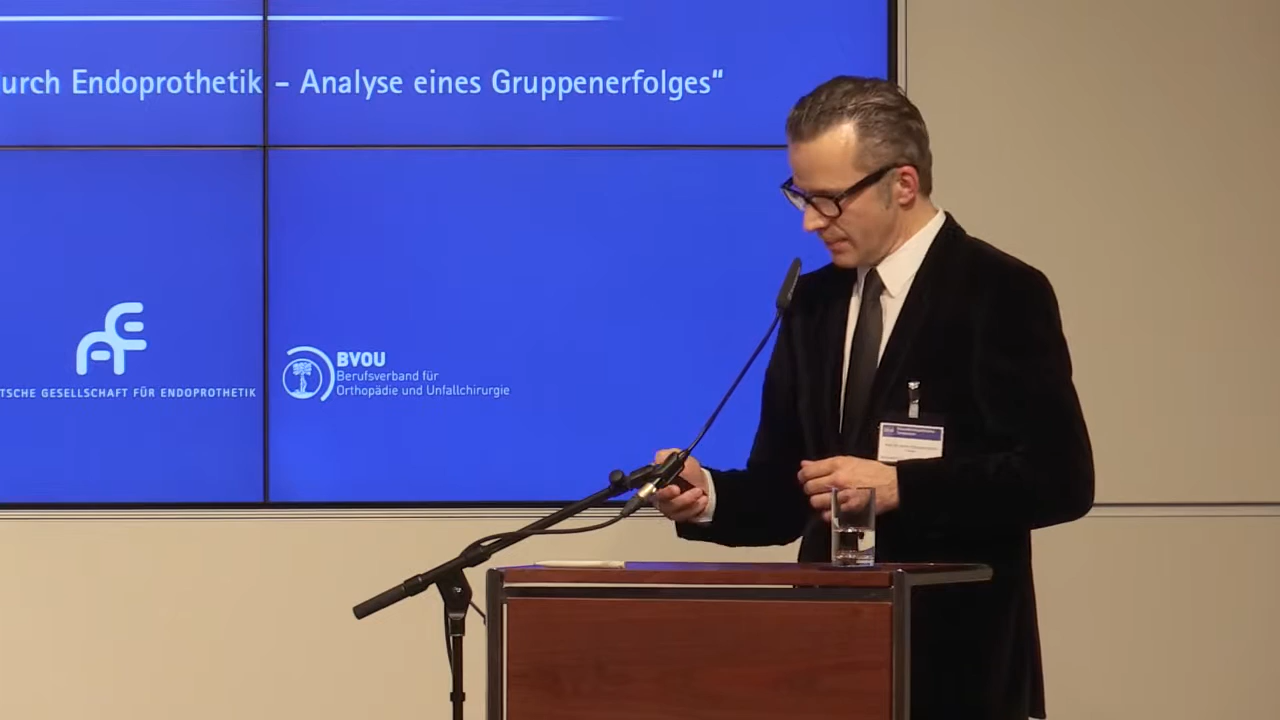 urch Endoprothetik – Analyse eines Gruppenerfolges“
TSCHE GESELLSCHAFT FÜR ENDOPROTHETIK
BVOU
Berufsverband für
Orthopädie und Unfallchirurgie